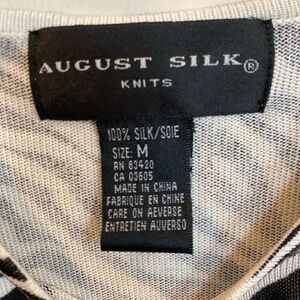 AUGUST SILK®
KNITS
100% SILK/SOIE
SIZE: M
RN 83420
CA 03605
MADE IN CHINA
FABRIQUE EN CHINE
CARE ON AEVERSE
ENTRETIEN AUVERSO